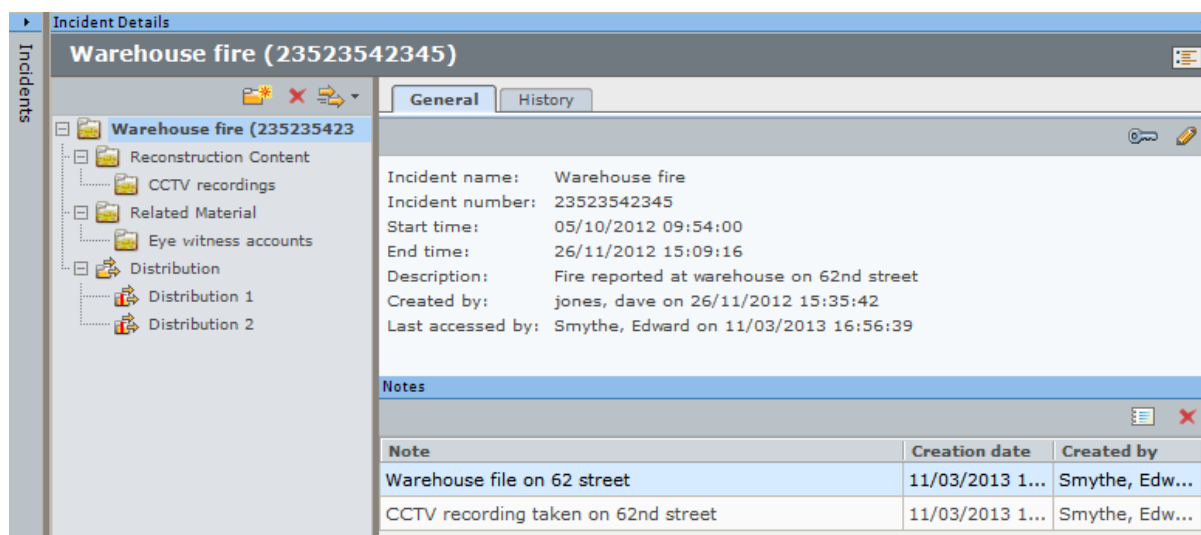 Incident Details
Incidents
Warehouse fire (23523542345)
General History
Warehouse fire (235235423
Reconstruction Content
CCTV recordings
Related Material
Eye witness accounts
Distribution
Distribution 1
Distribution 2
Incident name: Warehouse fire
Incident number: 23523542345
Start time: 05/10/2012 09:54:00
End time: 26/11/2012 15:09:16
Description: Fire reported at warehouse on 62nd street
Created by: jones, dave on 26/11/2012 15:35:42
Last accessed by: Smythe, Edward on 11/03/2013 16:56:39
Notes
Note Creation date Created by
Warehouse file on 62 street 11/03/2013 1... Smythe, Edw...
CCTV recording taken on 62nd street 11/03/2013 1... Smythe, Edw...